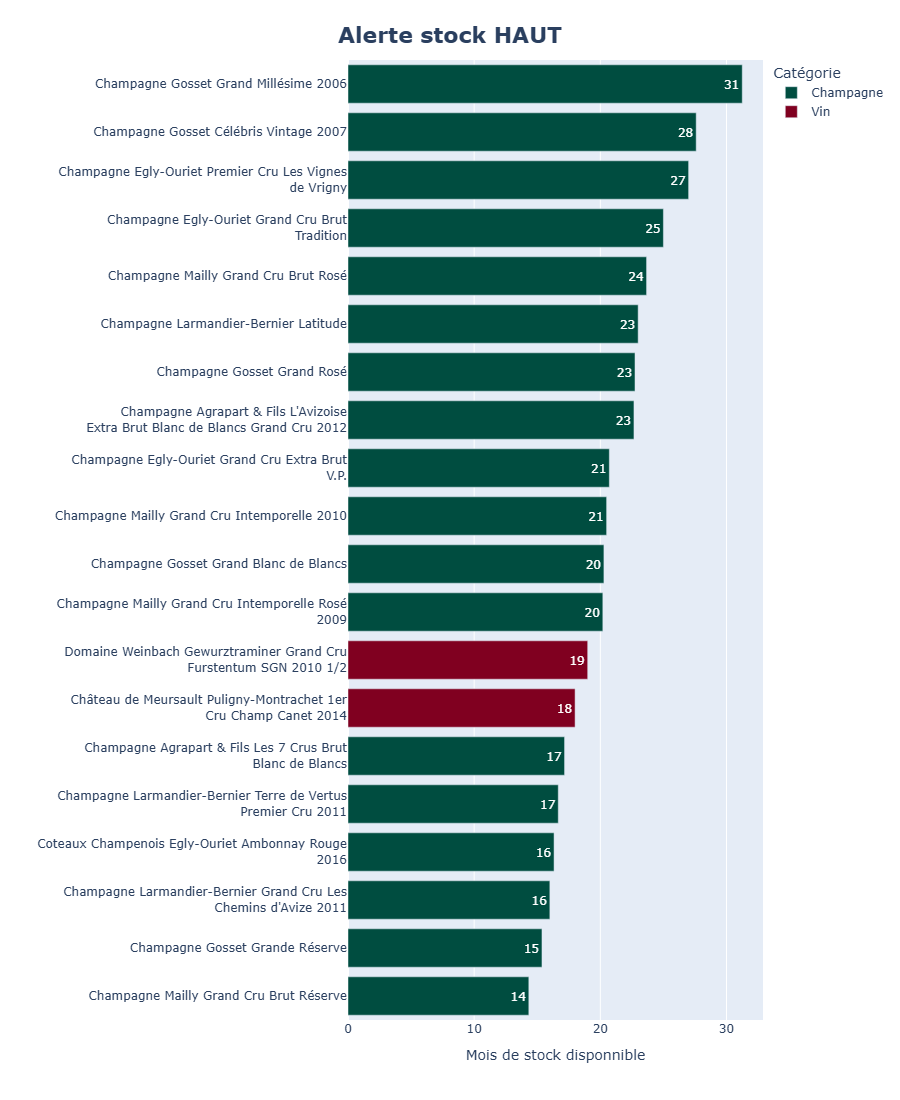 Alerte stock HAUT
Catégorie
Champagne
Vin
Champagne Gosset Grand Millésime 2006
31
Champagne Gosset Célébris Vintage 2007
28
Champagne Egly-Ouriet Premier Cru Les Vignes
de Vrigny
27
Champagne Egly-Ouriet Grand Cru Brut
Tradition
25
Champagne Mailly Grand Cru Brut Rosé
24
Champagne Larmandier-Bernier Latitude
23
Champagne Gosset Grand Rosé
23
Champagne Agrapart & Fils L'Avizoise
Extra Brut Blanc de Blancs Grand Cru 2012
23
Champagne Egly-Ouriet Grand Cru Extra Brut
V.P.
21
Champagne Mailly Grand Cru Intemporelle 2010
21
Champagne Gosset Grand Blanc de Blancs
20
Champagne Mailly Grand Cru Intemporelle Rosé
2009
20
Domaine Weinbach Gewurztraminer Grand Cru
Furstentum SGN 2010 1/2
19
Château de Meursault Puligny-Montrachet 1er
Cru Champ Canet 2014
18
Champagne Agrapart & Fils Les 7 Crus Brut
Blanc de Blancs
17
Champagne Larmandier-Bernier Terre de Vertus
Premier Cru 2011
17
Coteaux Champenois Egly-Ouriet Ambonnay Rouge
2016
16
Champagne Larmandier-Bernier Grand Cru Les
Chemins d'Avize 2011
16
Champagne Gosset Grande Réserve
15
Champagne Mailly Grand Cru Brut Réserve
14
0 10 20 30
Mois de stock disponnible